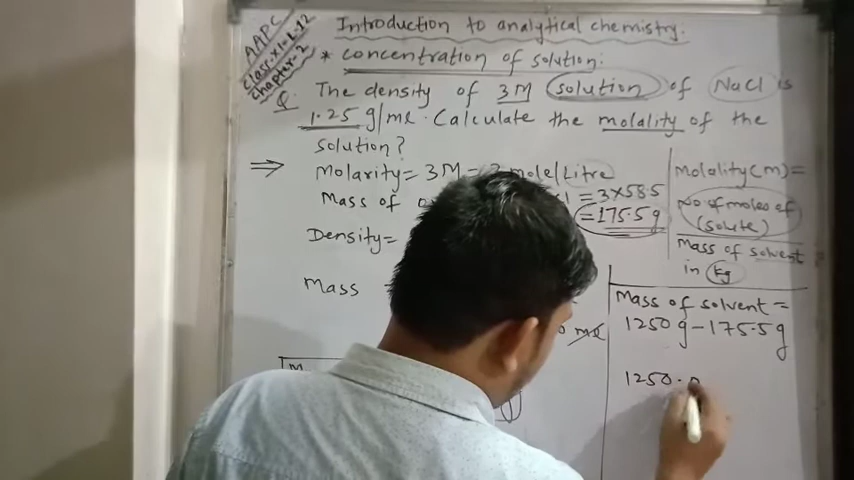 AAPC
Class-XI & 12
Chapter-2
Introduction to analytical chemistry:
* concentration of solution:
Q. The density of 3M solution of NaCl is
1.25 g/ml. Calculate the molality of the
solution?
⇒ Molarity = 3M = 3 mole/Litre
Mass of = 3×58.5
= 175.5 g
Density =
Mass
ml
Molality (m) =
No of moles of
(solute)
Mass of solvent
in kg
Mass of solvent =
1250 g - 175.5 g
1250.0